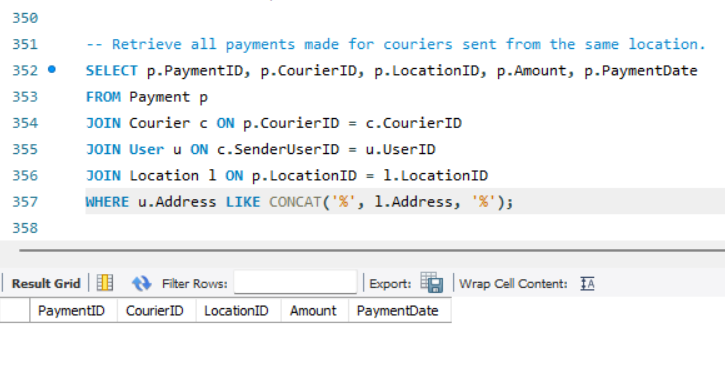 350
351 -- Retrieve all payments made for couriers sent from the same location.
352 SELECT p.PaymentID, p.CourierID, p.LocationID, p.Amount, p.PaymentDate
353 FROM Payment p
354 JOIN Courier c ON p.CourierID = c.CourierID
355 JOIN User u ON c.SenderUserID = u.UserID
356 JOIN Location l ON p.LocationID = l.LocationID
357 WHERE u.Address LIKE CONCAT('%', l.Address, '%');
358
Result Grid Filter Rows: Export: Wrap Cell Content: IA
PaymentID CourierID LocationID Amount PaymentDate